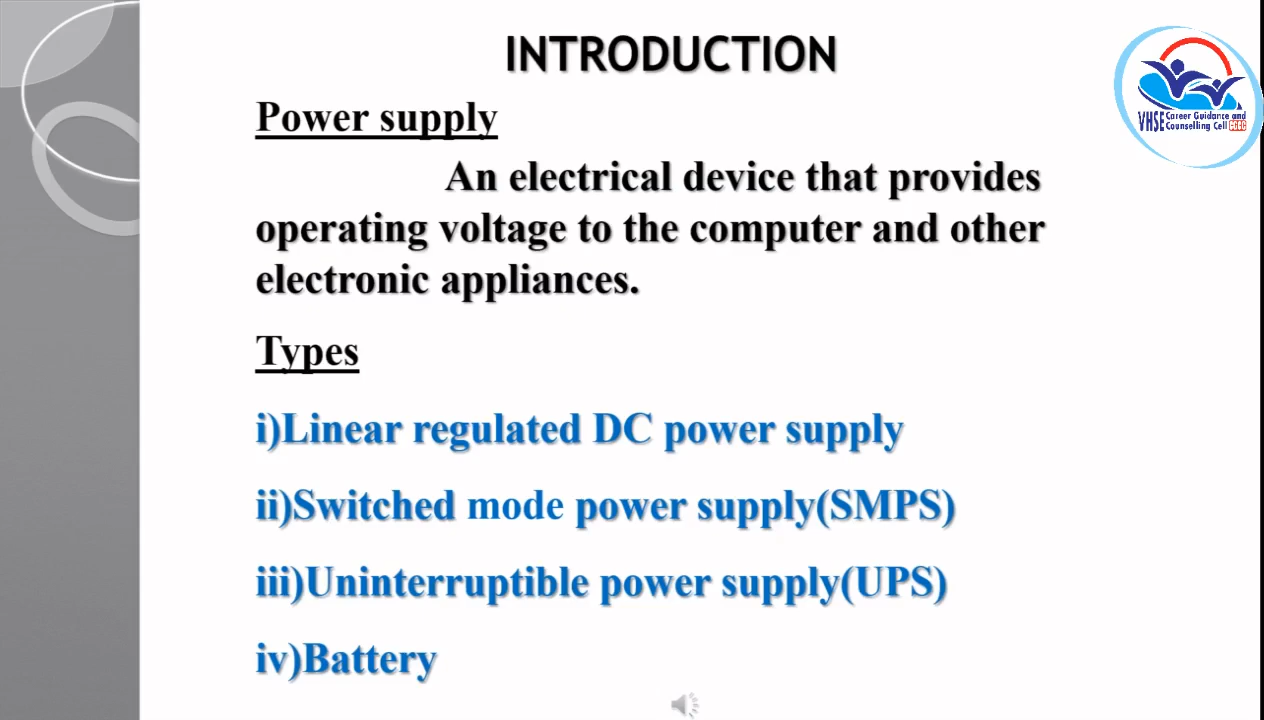 INTRODUCTION
VHSE Career Guidance and
Counselling Cell CGCC
Power supply
An electrical device that provides
operating voltage to the computer and other
electronic appliances.
Types
i)Linear regulated DC power supply
ii)Switched mode power supply(SMPS)
iii)Uninterruptible power supply(UPS)
iv)Battery